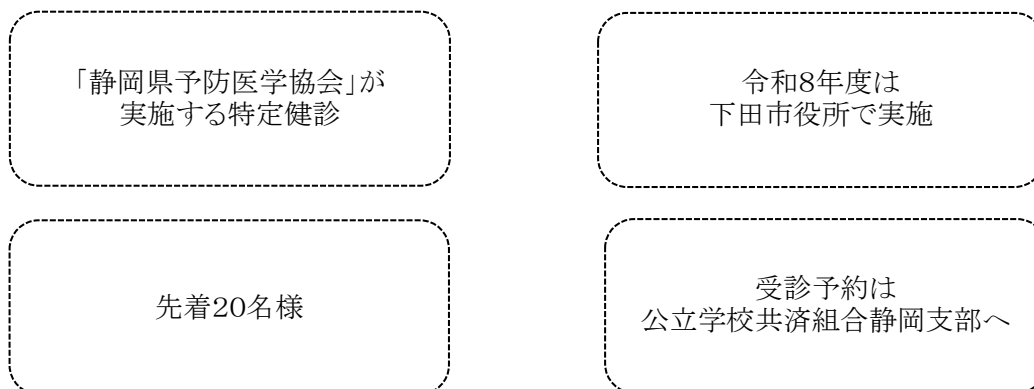 「静岡県予防医学協会」が
実施する特定健診
令和8年度は
下田市役所で実施
先着20名様
受診予約は
公立学校共済組合静岡支部へ